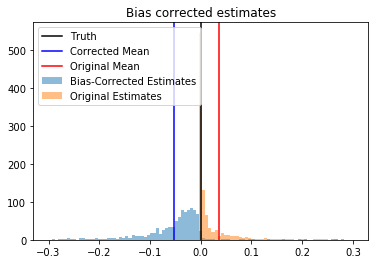 Bias corrected estimates
Truth
Corrected Mean
Original Mean
Bias-Corrected Estimates
Original Estimates
500
400
300
200
100
0
−0.3 −0.2 −0.1 0.0 0.1 0.2 0.3